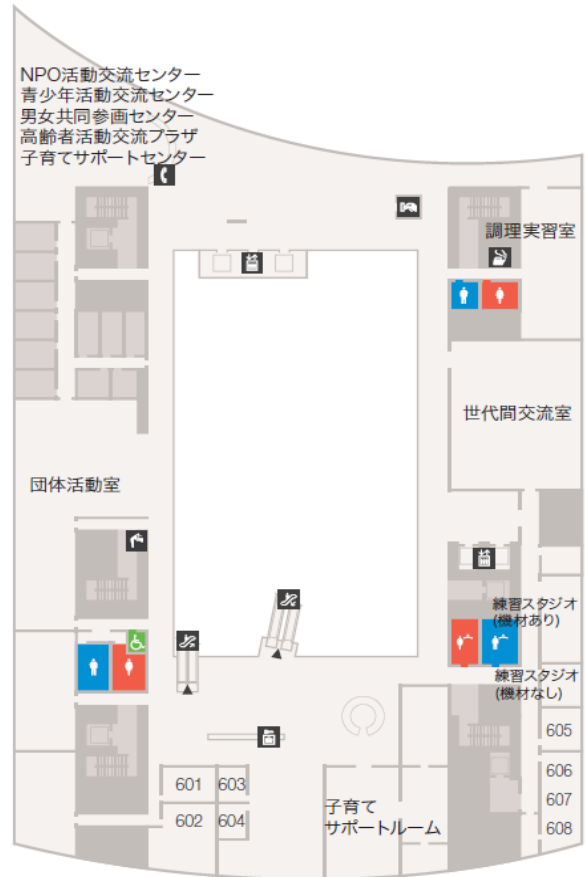 NPO活動交流センター
青少年活動交流センター
男女共同参画センター
高齢者活動交流プラザ
子育てサポートセンター
調理実習室
世代間交流室
団体活動室
練習スタジオ
(機材あり)
練習スタジオ
(機材なし)
605
606
607
608
601
603
602
604
子育て
サポートルーム